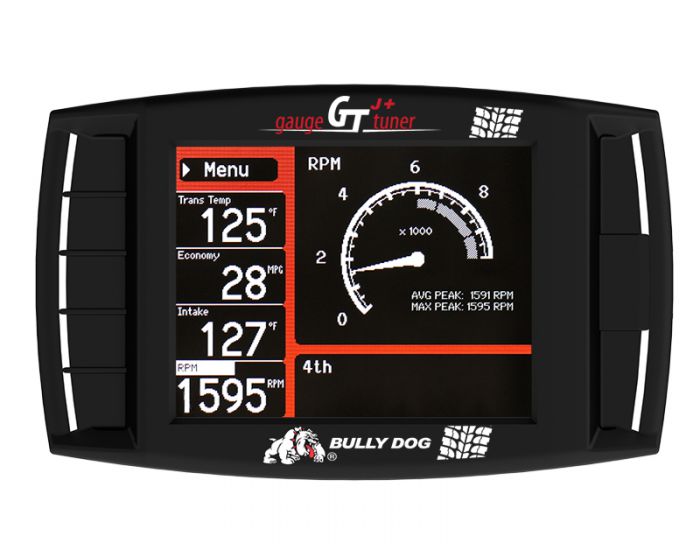 gauge GT J+ tuner
Menu
Trans Temp
125 °F
Economy
28 MPG
Intake
127 °F
RPM
1595 RPM
RPM
0 2 4 6 8
x 1000
AVG PEAK: 1591 RPM
MAX PEAK: 1595 RPM
4th
BULLY DOG
®